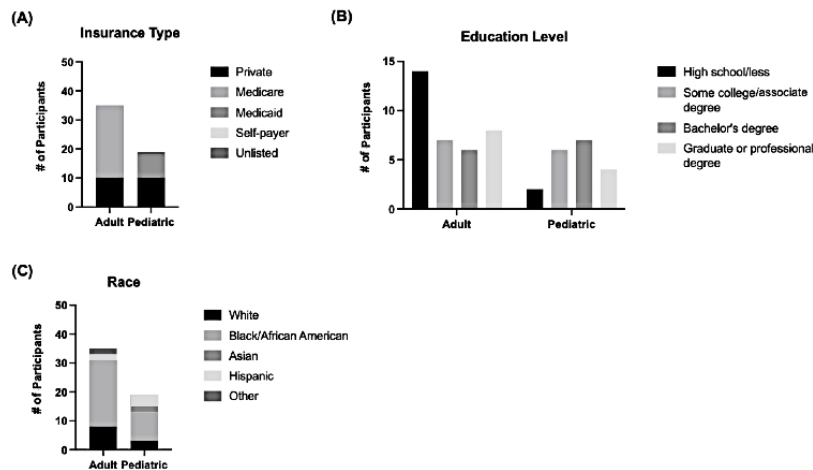 (A)
Insurance Type
# of Participants
50
40
30
20
10
0
Adult Pediatric
Private
Medicare
Medicaid
Self-payer
Unlisted
(B)
Education Level
# of Participants
15
10
5
0
Adult Pediatric
High school/less
Some college/associate
degree
Bachelor's degree
Graduate or professional
degree
(C)
Race
# of Participants
50
40
30
20
10
0
Adult Pediatric
White
Black/African American
Asian
Hispanic
Other